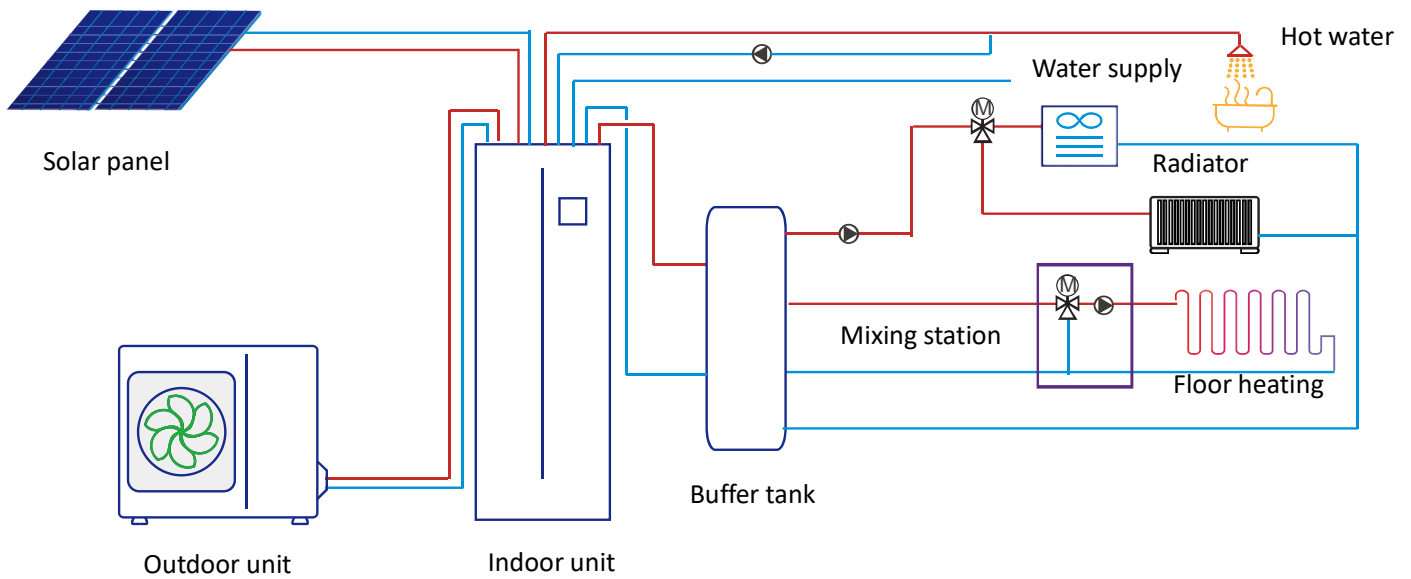 Hot water
Water supply
M
Solar panel
Radiator
M
Mixing station
Floor heating
Buffer tank
Outdoor unit
Indoor unit